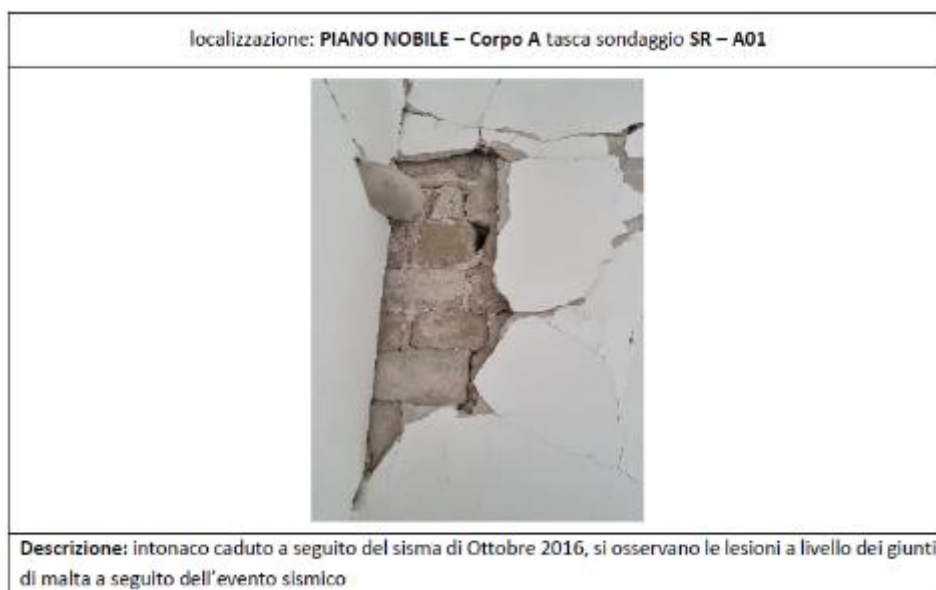 localizzazione: PIANO NOBILE – Corpo A tasca sondaggio SR – A01
Descrizione: intonaco caduto a seguito del sisma di Ottobre 2016, si osservano le lesioni a livello dei giunti
di malta a seguito dell'evento sismico